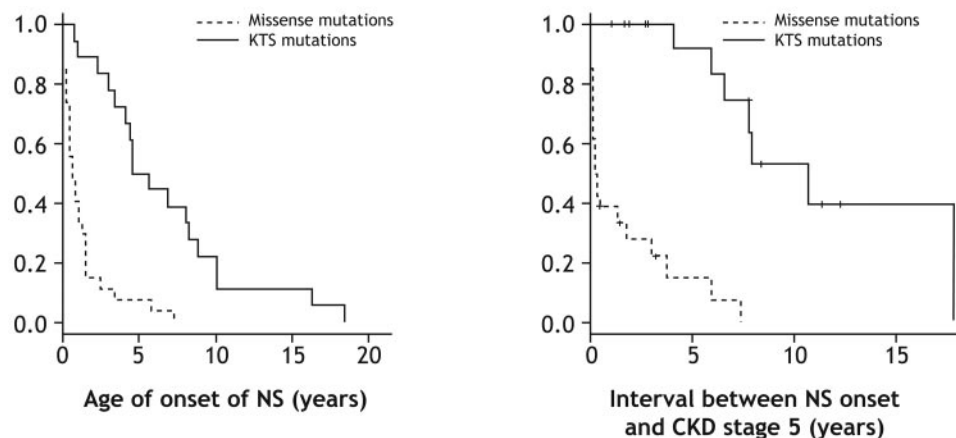 Missense mutations
KTS mutations
1.0
0.8
0.6
0.4
0.2
0.0
0 5 10 15 20
Age of onset of NS (years)
Missense mutations
KTS mutations
1.0
0.8
0.6
0.4
0.2
0.0
0 5 10 15
Interval between NS onset
and CKD stage 5 (years)